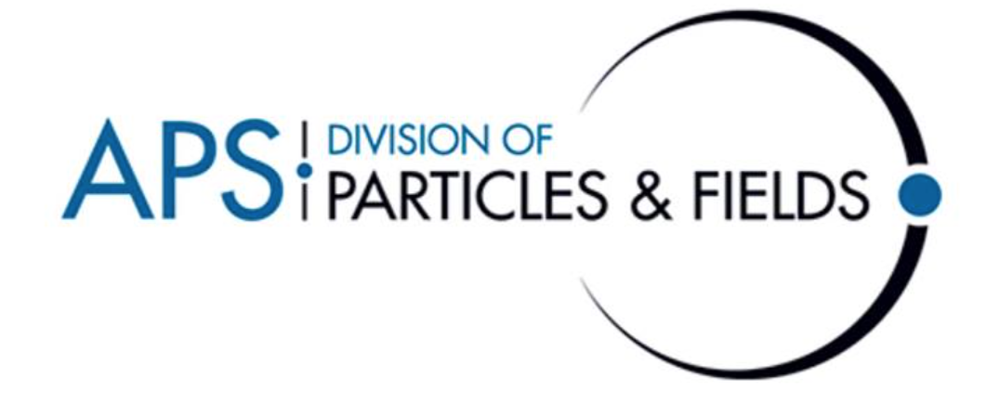 APS
DIVISION OF
PARTICLES & FIELDS